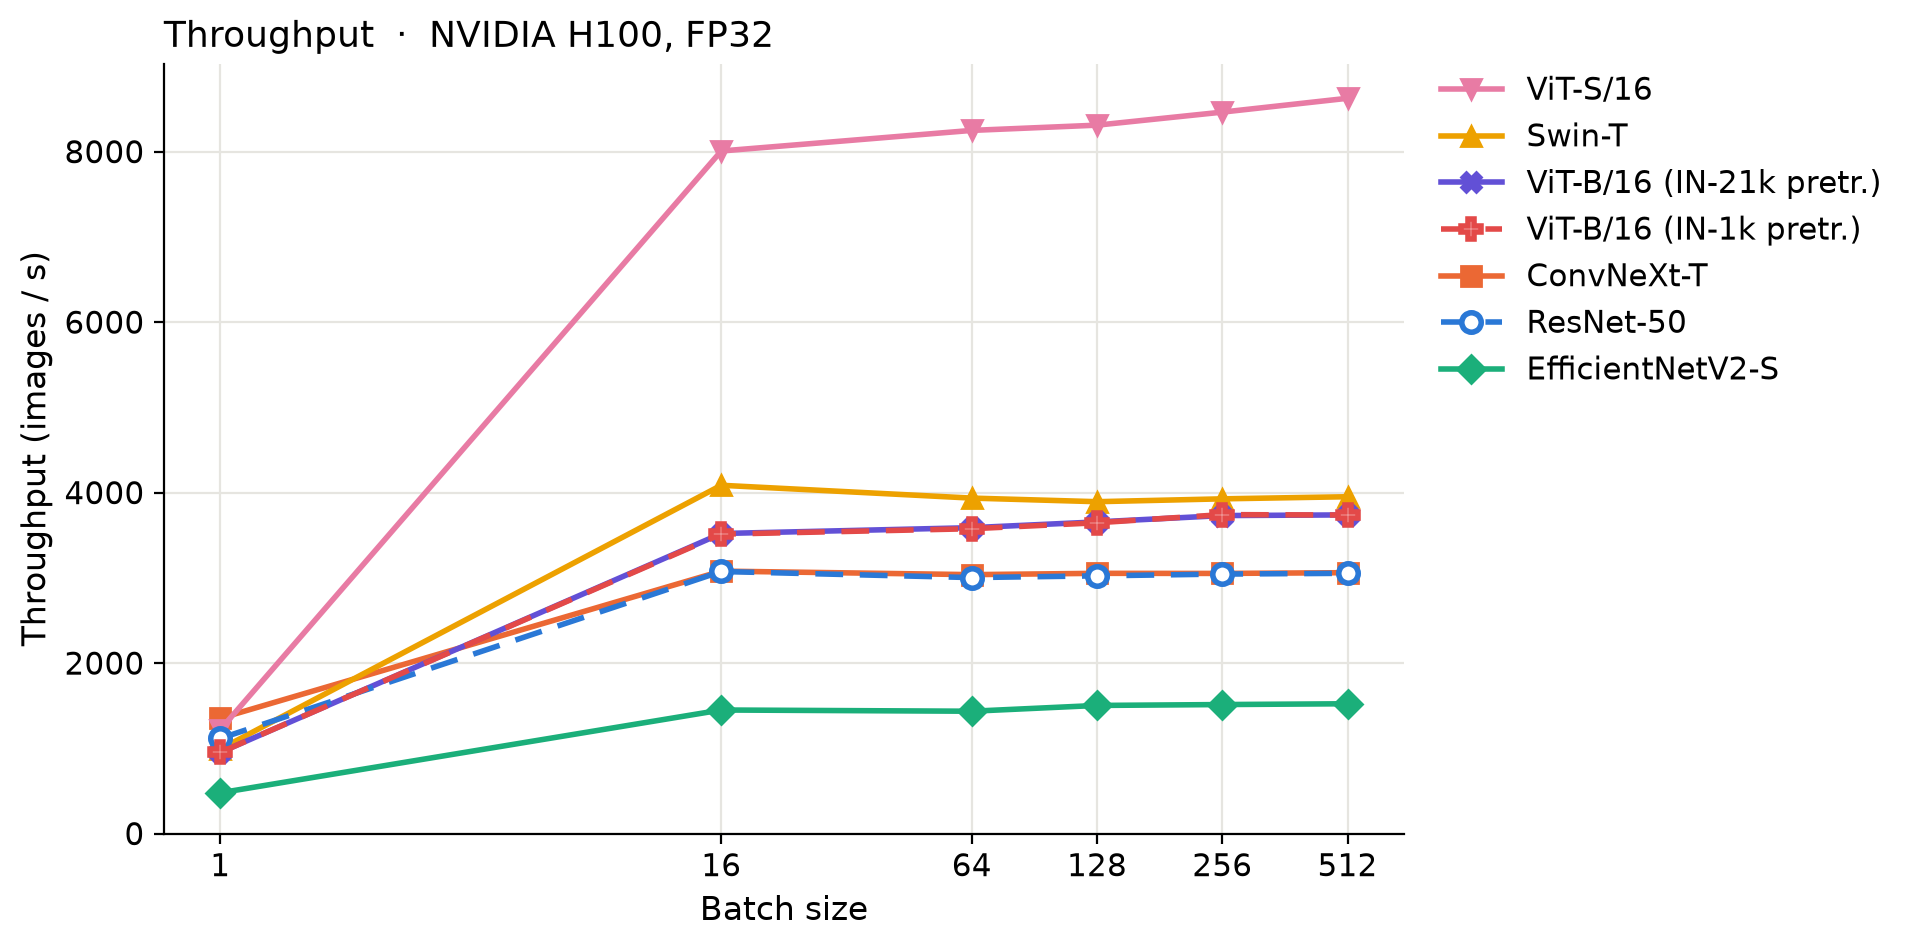 Throughput · NVIDIA H100, FP32
Throughput (images / s)
8000
6000
4000
2000
0
1 16 64 128 256 512
Batch size
ViT-S/16
Swin-T
ViT-B/16 (IN-21k pretr.)
ViT-B/16 (IN-1k pretr.)
ConvNeXt-T
ResNet-50
EfficientNetV2-S